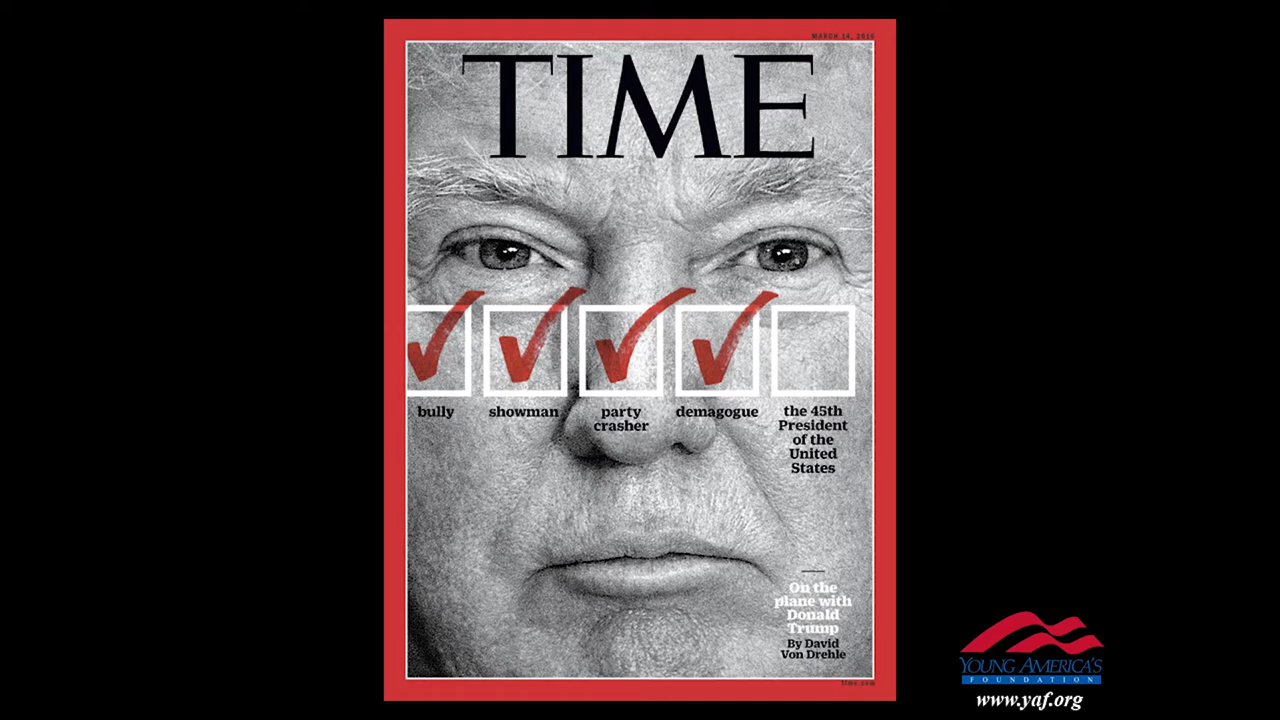 MARCH 14, 2016
TIME
bully
showman
party
crasher
demagogue
the 45th
President
of the
United
States
On the
plane with
Donald
Trump
By David
Von Drehle
time.com
YOUNG AMERICA'S
FOUNDATION
www.yaf.org